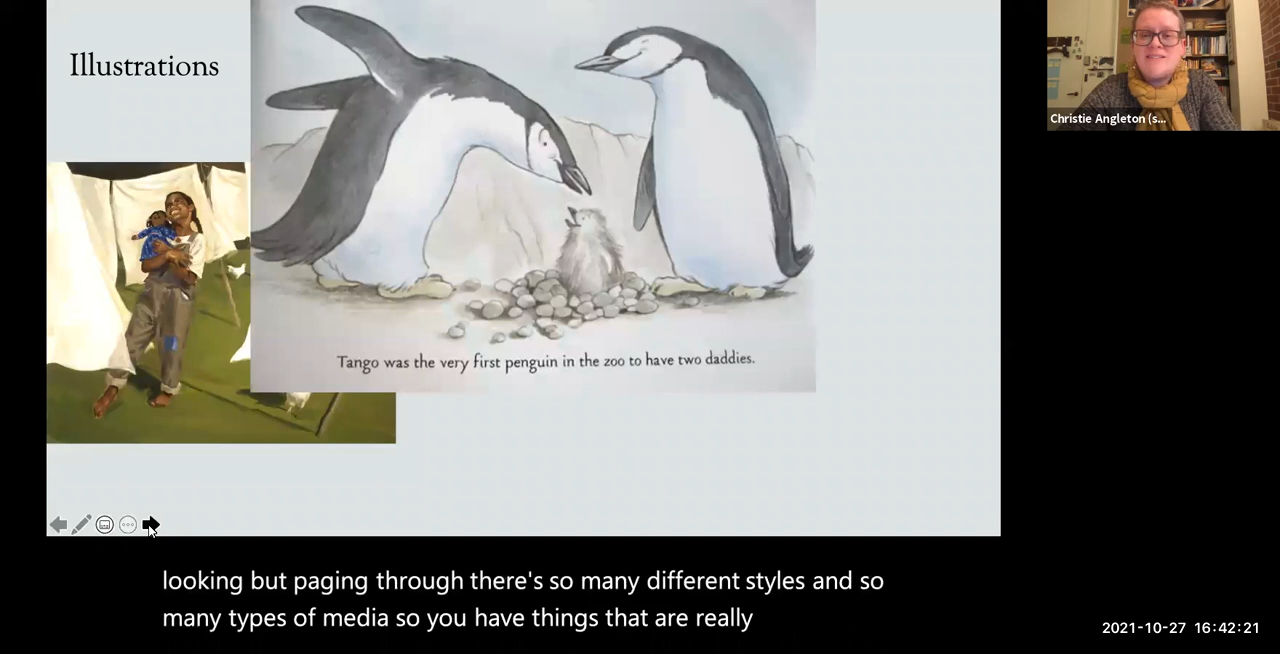 Illustrations
Christie Angleton (s...
Tango was the very first penguin in the zoo to have two daddies.
looking but paging through there's so many different styles and so
many types of media so you have things that are really
2021-10-27 16:42:21